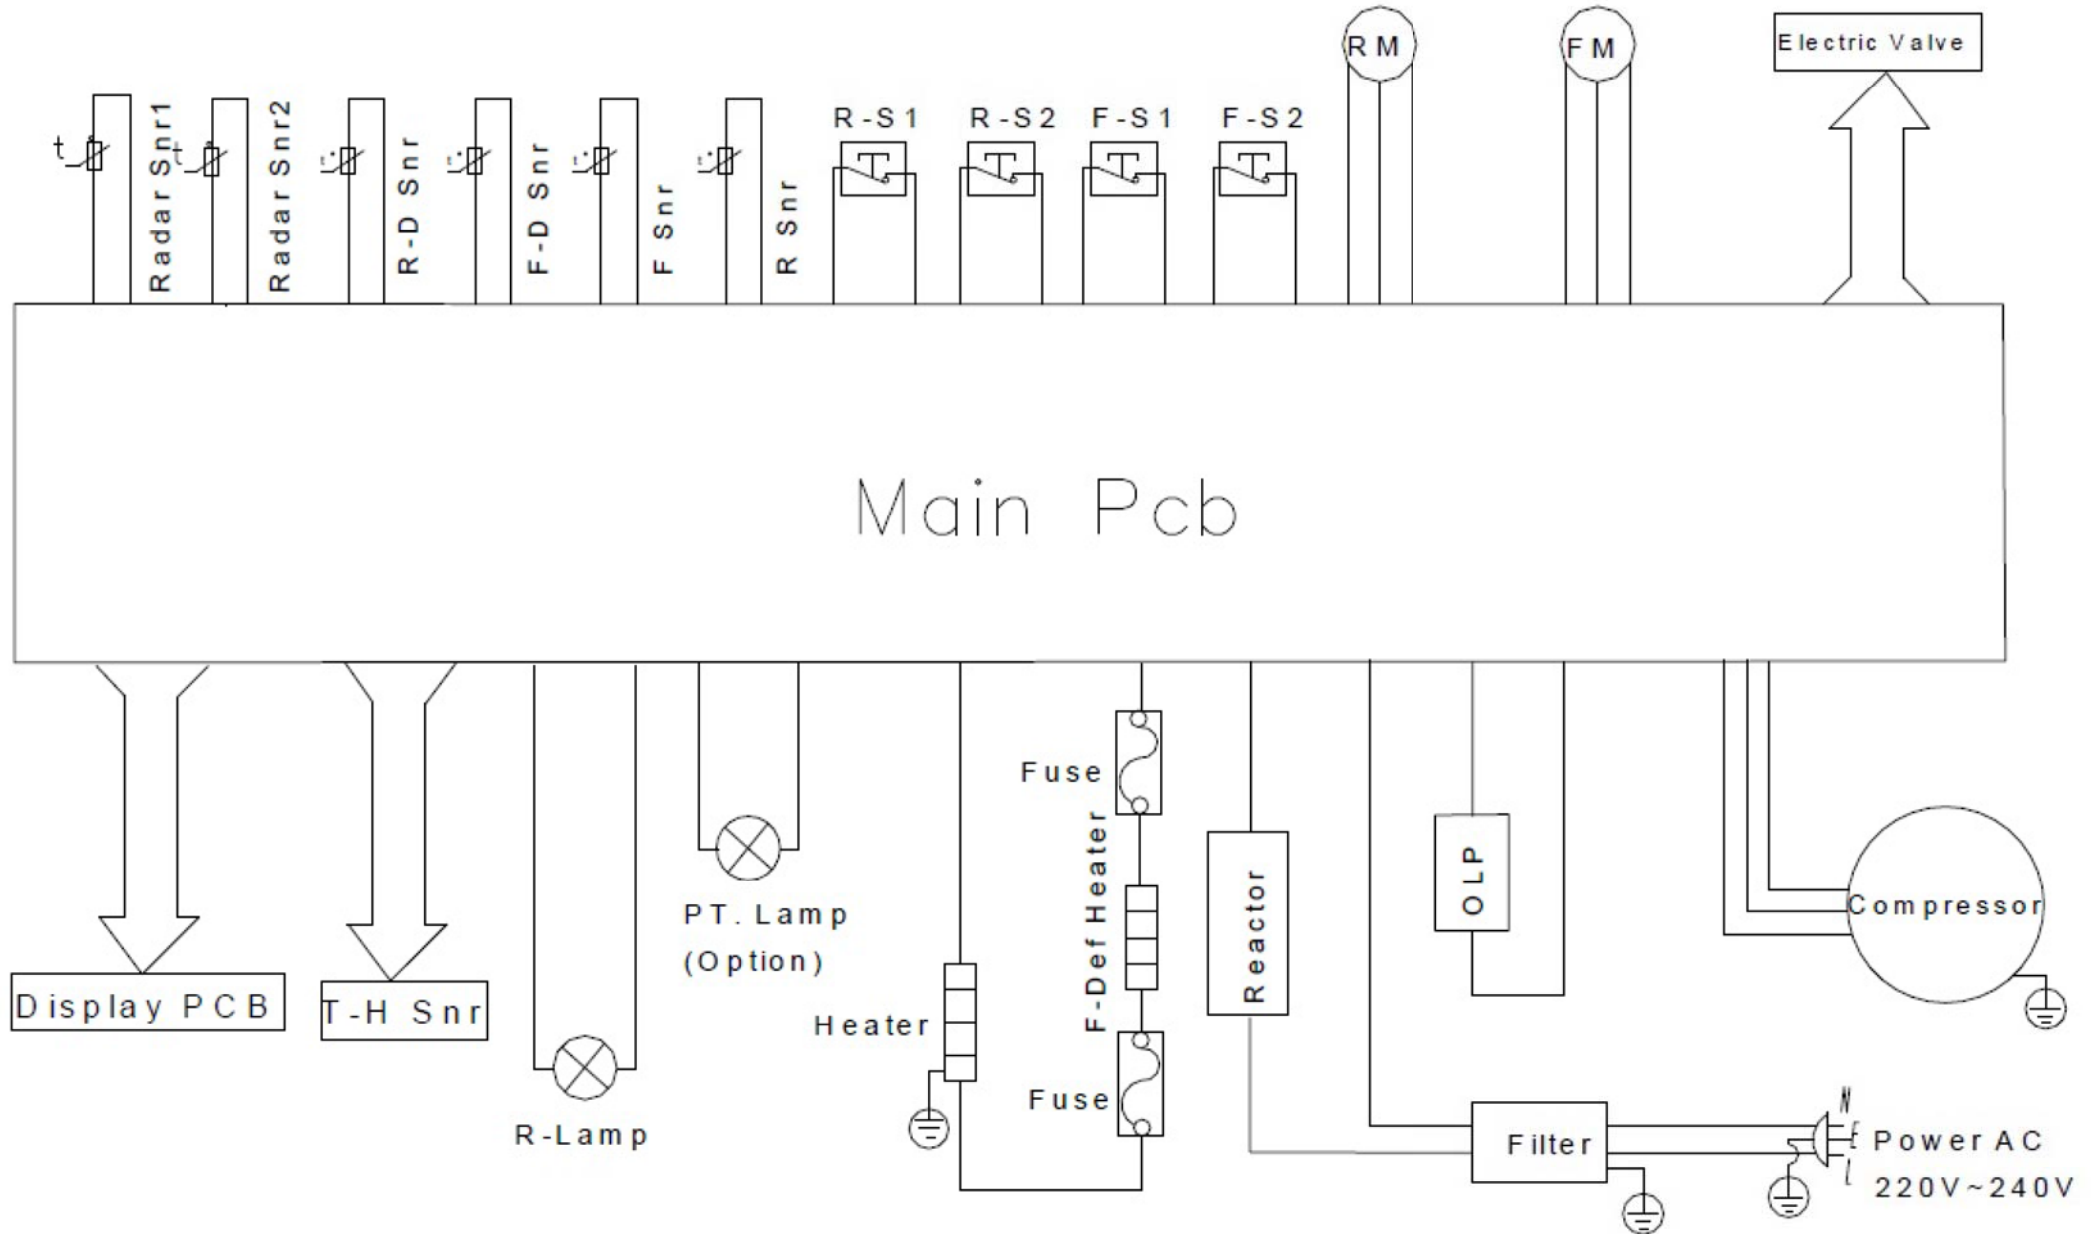 RM
FM
Electric Valve
t
Radar Snr1
t
Radar Snr2
t°
R-D Snr
t°
F-D Snr
t°
F Snr
t°
R Snr
R-S1
R-S2
F-S1
F-S2
Main Pcb
Display PCB
T-H Snr
R-Lamp
PT. Lamp
(Option)
Heater
Fuse
F-Def Heater
Fuse
Reactor
OLP
Compressor
Filter
N
E
L
Power AC
220V~240V